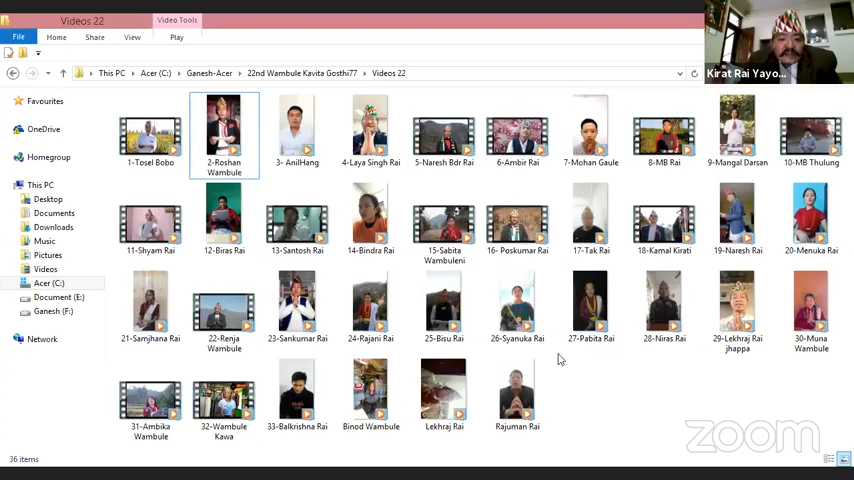 Videos 22
Video Tools
File
Home
Share
View
Play
This PC
Acer (C:)
Ganesh-Acer
22nd Wambule Kavita Gosthi77
Videos 22
Kirat Rai Yayo...
Favourites
OneDrive
Homegroup
This PC
Desktop
Documents
Downloads
Music
Pictures
Videos
Acer (C:)
Document (E:)
Ganesh (F:)
Network
1-Tosel Bobo
2-Roshan
Wambule
3- AnilHang
4-Laya Singh Rai
5-Naresh Bdr Rai
6-Ambir Rai
7-Mohan Gaule
8-MB Rai
9-Mangal Darsan
10-MB Thulung
11-Shyam Rai
12-Biras Rai
13-Santosh Rai
14-Bindra Rai
15-Sabita
Wambuleni
16- Poskumar Rai
17-Tak Rai
18-Kamal Kirati
19-Naresh Rai
20-Menuka Rai
21-Samjhana Rai
22-Renja
Wambule
23-Sankumar Rai
24-Rajani Rai
25-Bisu Rai
26-Syanuka Rai
27-Pabita Rai
28-Niras Rai
29-Lekhraj Rai
jhappa
30-Muna
Wambule
31-Ambika
Wambule
32-Wambule
Kawa
33-Balkrishna Rai
Binod Wambule
Lekhraj Rai
Rajuman Rai
36 items
zoom